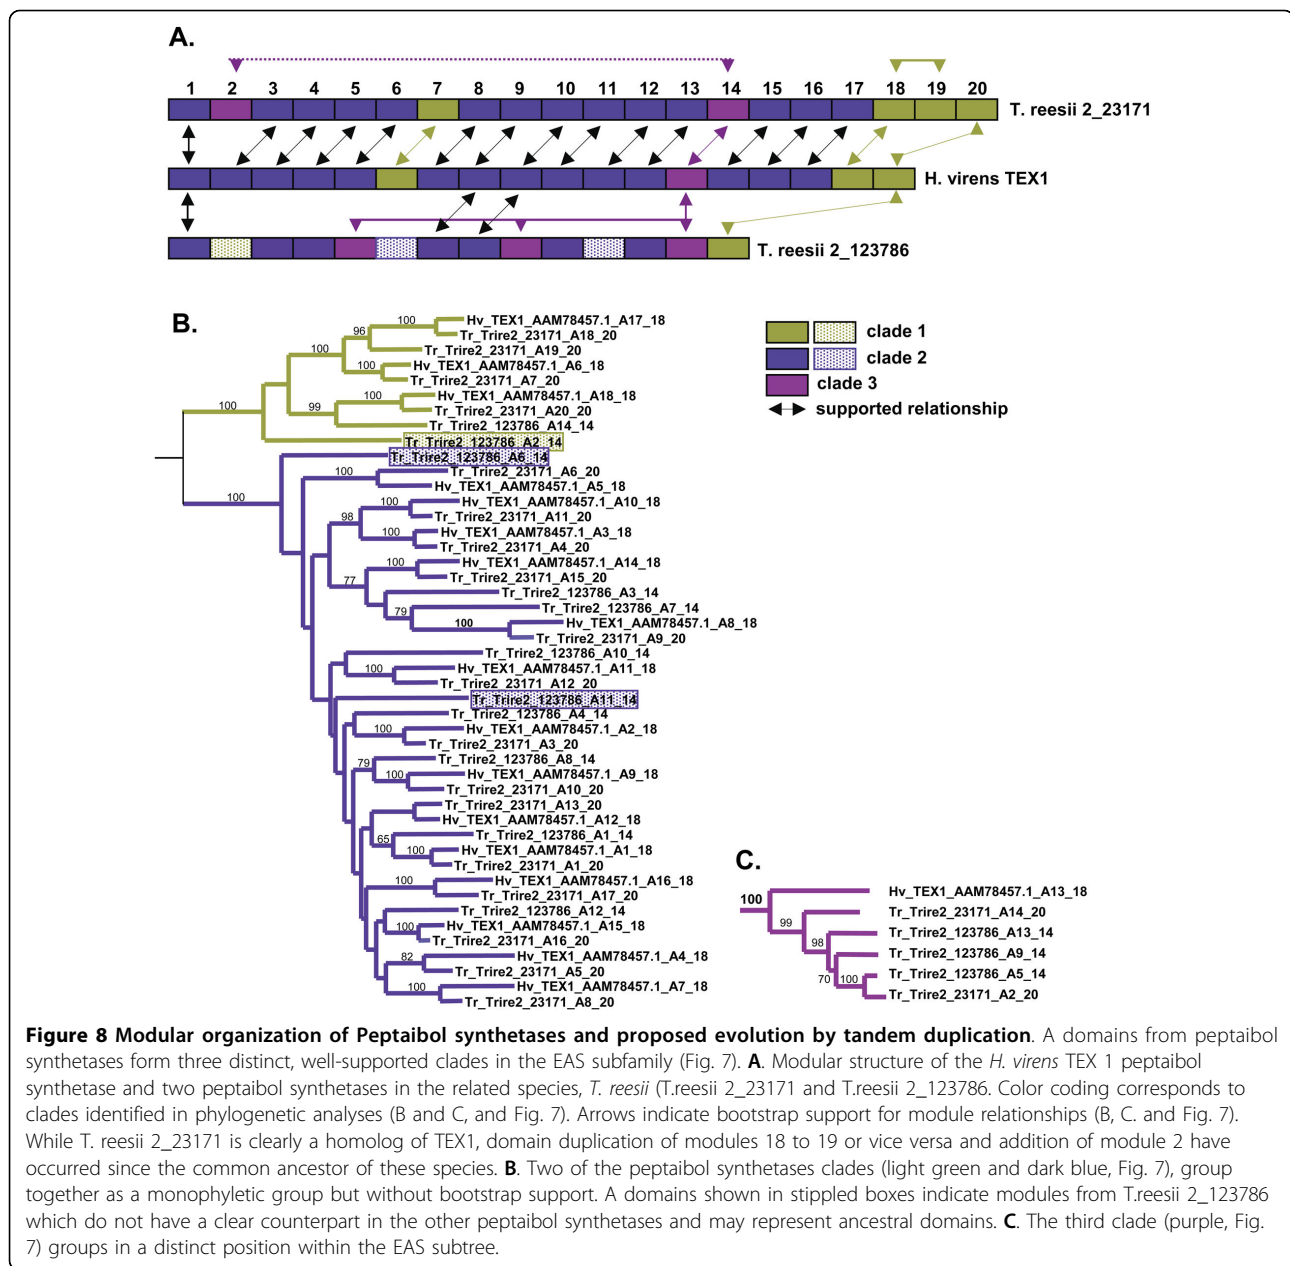 A.
1 2 3 4 5 6 7 8 9 10 11 12 13 14 15 16 17 18 19 20
T. reesii 2_23171
H. virens TEX1
T. reesii 2_123786
B.
100
96
100
100
100
99
100
100
100
98
100
100
100
77
79
100
100
100
79
100
65
100
100
100
82
100
Hv_TEX1_AAM78457.1_A17_18
Tr_Trire2_23171_A18_20
Tr_Trire2_23171_A19_20
Hv_TEX1_AAM78457.1_A6_18
Tr_Trire2_23171_A7_20
Hv_TEX1_AAM78457.1_A18_18
Tr_Trire2_23171_A20_20
Tr_Trire2_123786_A14_14
Tr_Trire2_123786_A2_14
Tr_Trire2_123786_A6_14
Tr_Trire2_23171_A6_20
Hv_TEX1_AAM78457.1_A5_18
Hv_TEX1_AAM78457.1_A10_18
Tr_Trire2_23171_A11_20
Hv_TEX1_AAM78457.1_A3_18
Tr_Trire2_23171_A4_20
Hv_TEX1_AAM78457.1_A14_18
Tr_Trire2_23171_A15_20
Tr_Trire2_123786_A3_14
Tr_Trire2_123786_A7_14
Hv_TEX1_AAM78457.1_A8_18
Tr_Trire2_23171_A9_20
Tr_Trire2_123786_A10_14
Hv_TEX1_AAM78457.1_A11_18
Tr_Trire2_23171_A12_20
Tr_Trire2_123786_A11_14
Tr_Trire2_123786_A4_14
Hv_TEX1_AAM78457.1_A2_18
Tr_Trire2_23171_A3_20
Tr_Trire2_123786_A8_14
Hv_TEX1_AAM78457.1_A9_18
Tr_Trire2_23171_A10_20
Tr_Trire2_23171_A13_20
Hv_TEX1_AAM78457.1_A12_18
Tr_Trire2_123786_A1_14
Hv_TEX1_AAM78457.1_A1_18
Tr_Trire2_23171_A1_20
Hv_TEX1_AAM78457.1_A16_18
Tr_Trire2_23171_A17_20
Tr_Trire2_123786_A12_14
Hv_TEX1_AAM78457.1_A15_18
Tr_Trire2_23171_A16_20
Hv_TEX1_AAM78457.1_A4_18
Tr_Trire2_23171_A5_20
Hv_TEX1_AAM78457.1_A7_18
Tr_Trire2_23171_A8_20
clade 1
clade 2
clade 3
supported relationship
C.
100
99
98
70
100
Hv_TEX1_AAM78457.1_A13_18
Tr_Trire2_23171_A14_20
Tr_Trire2_123786_A13_14
Tr_Trire2_123786_A9_14
Tr_Trire2_123786_A5_14
Tr_Trire2_23171_A2_20
Figure 8 Modular organization of Peptaibol synthetases and proposed evolution by tandem duplication. A domains from peptaibol
synthetases form three distinct, well-supported clades in the EAS subfamily (Fig. 7). A. Modular structure of the H. virens TEX 1 peptaibol
synthetase and two peptaibol synthetases in the related species, T. reesii (T.reesii 2_23171 and T.reesii 2_123786. Color coding corresponds to
clades identified in phylogenetic analyses (B and C, and Fig. 7). Arrows indicate bootstrap support for module relationships (B, C. and Fig. 7).
While T. reesii 2_23171 is clearly a homolog of TEX1, domain duplication of modules 18 to 19 or vice versa and addition of module 2 have
occurred since the common ancestor of these species. B. Two of the peptaibol synthetases clades (light green and dark blue, Fig. 7), group
together as a monophyletic group but without bootstrap support. A domains shown in stippled boxes indicate modules from T.reesii 2_123786
which do not have a clear counterpart in the other peptaibol synthetases and may represent ancestral domains. C. The third clade (purple, Fig.
7) groups in a distinct position within the EAS subtree.